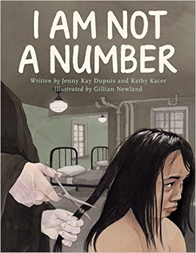 I AM NOT
A NUMBER
Written by Jenny Kay Dupuis and Kathy Kacer
Illustrated by Gillian Newland